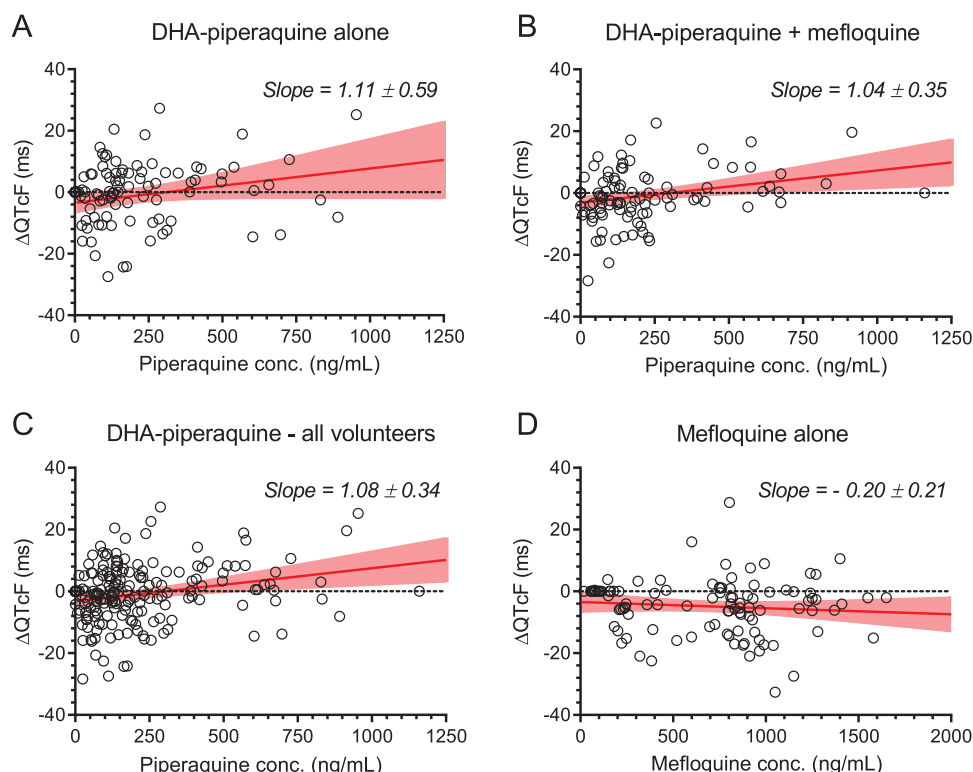 A
DHA-piperaquine alone
Slope = 1.11 ± 0.59
40
20
0
-20
-40
ΔQTcF (ms)
0
250
500
750
1000
1250
Piperaquine conc. (ng/mL)
B
DHA-piperaquine + mefloquine
Slope = 1.04 ± 0.35
40
20
0
-20
-40
ΔQTcF (ms)
0
250
500
750
1000
1250
Piperaquine conc. (ng/mL)
C
DHA-piperaquine - all volunteers
Slope = 1.08 ± 0.34
40
20
0
-20
-40
ΔQTcF (ms)
0
250
500
750
1000
1250
Piperaquine conc. (ng/mL)
D
Mefloquine alone
Slope = - 0.20 ± 0.21
40
20
0
-20
-40
ΔQTcF (ms)
0
500
1000
1500
2000
Mefloquine conc. (ng/mL)